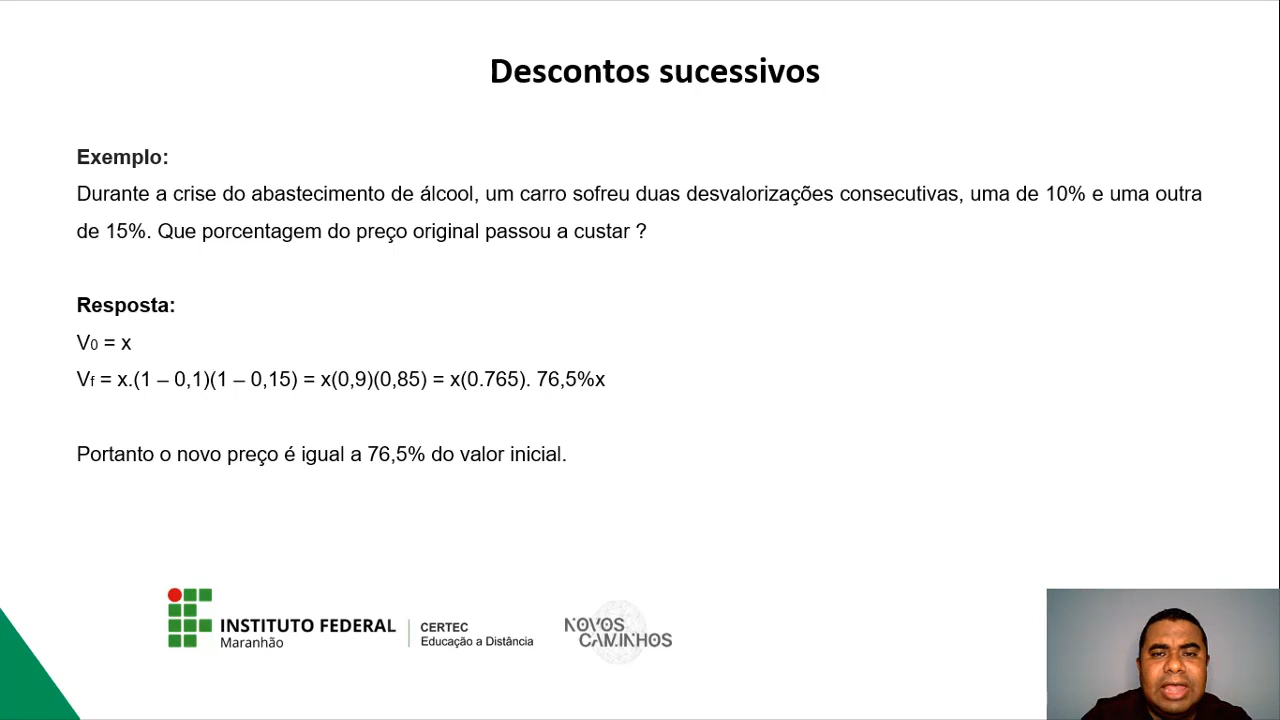 Descontos sucessivos
Exemplo:
Durante a crise do abastecimento de álcool, um carro sofreu duas desvalorizações consecutivas, uma de 10% e uma outra
de 15%. Que porcentagem do preço original passou a custar ?
Resposta:
V0 = x
Vf = x.(1 – 0,1)(1 – 0,15) = x(0,9)(0,85) = x(0.765). 76,5%x
Portanto o novo preço é igual a 76,5% do valor inicial.
INSTITUTO FEDERAL
Maranhão
CERTEC
Educação a Distância
NOVOS
CAMINHOS